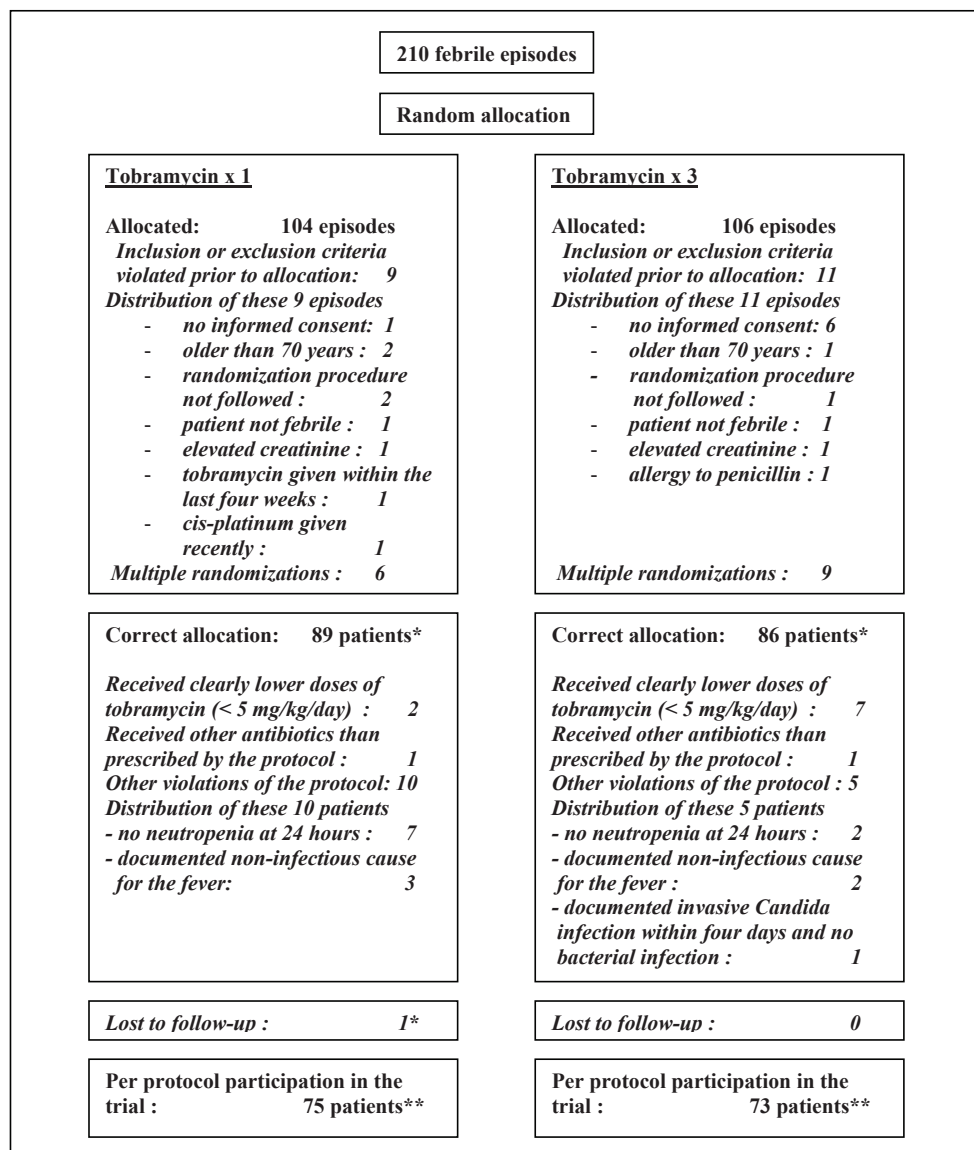 210 febrile episodes
Random allocation
Tobramycin x 1
Allocated: 104 episodes
Inclusion or exclusion criteria
violated prior to allocation: 9
Distribution of these 9 episodes
- no informed consent: 1
- older than 70 years : 2
- randomization procedure
not followed : 2
- patient not febrile : 1
- elevated creatinine : 1
- tobramycin given within the
last four weeks : 1
- cis-platinum given
recently : 1
Multiple randomizations : 6
Tobramycin x 3
Allocated: 106 episodes
Inclusion or exclusion criteria
violated prior to allocation: 11
Distribution of these 11 episodes
- no informed consent: 6
- older than 70 years : 1
- randomization procedure
not followed : 1
- patient not febrile : 1
- elevated creatinine : 1
- allergy to penicillin : 1
Multiple randomizations : 9
Correct allocation: 89 patients*
Received clearly lower doses of
tobramycin (< 5 mg/kg/day) : 2
Received other antibiotics than
prescribed by the protocol : 1
Other violations of the protocol: 10
Distribution of these 10 patients
- no neutropenia at 24 hours : 7
- documented non-infectious cause
for the fever: 3
Correct allocation: 86 patients*
Received clearly lower doses of
tobramycin (< 5 mg/kg/day) : 7
Received other antibiotics than
prescribed by the protocol : 1
Other violations of the protocol : 5
Distribution of these 5 patients
- no neutropenia at 24 hours : 2
- documented non-infectious cause
for the fever : 2
- documented invasive Candida
infection within four days and no
bacterial infection : 1
Lost to follow-up : 1*
Lost to follow-up : 0
Per protocol participation in the
trial : 75 patients**
Per protocol participation in the
trial : 73 patients**